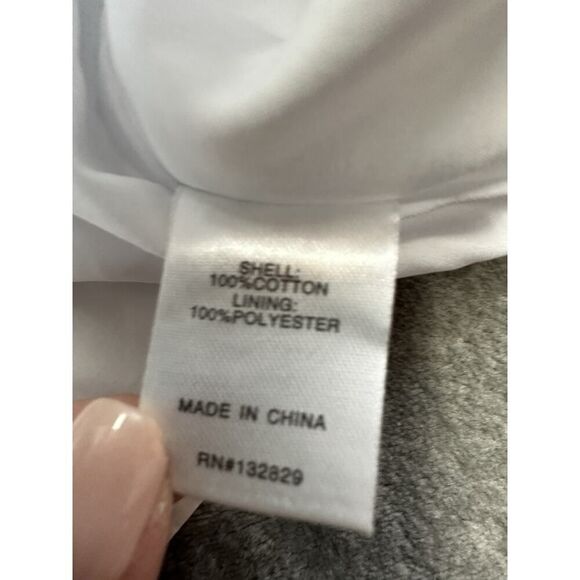 SHELL:
100%COTTON
LINING:
100%POLYESTER
MADE IN CHINA
RN#132829